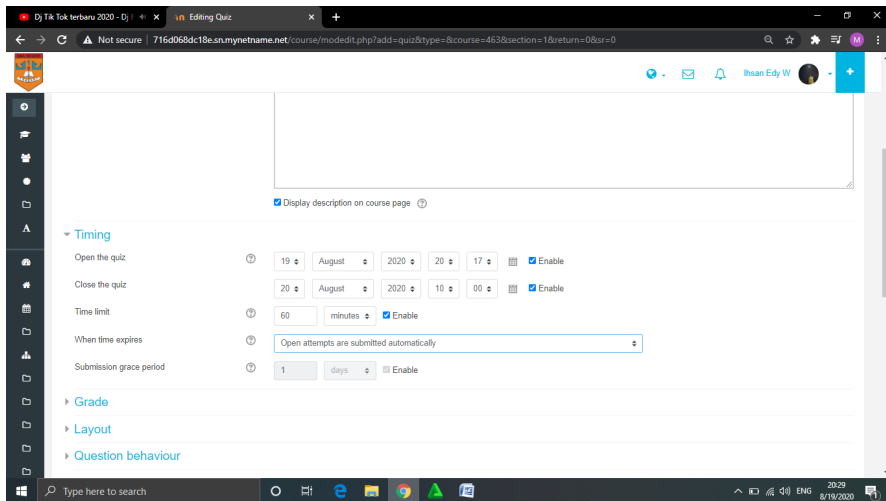 Dj Tik Tok terbaru 2020 - Dj
Editing Quiz
Not secure | 716d068dc18e.sn.mynetname.net/course/modedit.php?add=quiz&type=&course=463&section=1&return=0&sr=0
M
Ihsan Edy W
Display description on course page
Timing
Open the quiz 19 August 2020 20 17 Enable
Close the quiz 20 August 2020 10 00 Enable
Time limit 60 minutes Enable
When time expires Open attempts are submitted automatically
Submission grace period 1 days Enable
Grade
Layout
Question behaviour
Type here to search
ENG
20:29
8/19/2020